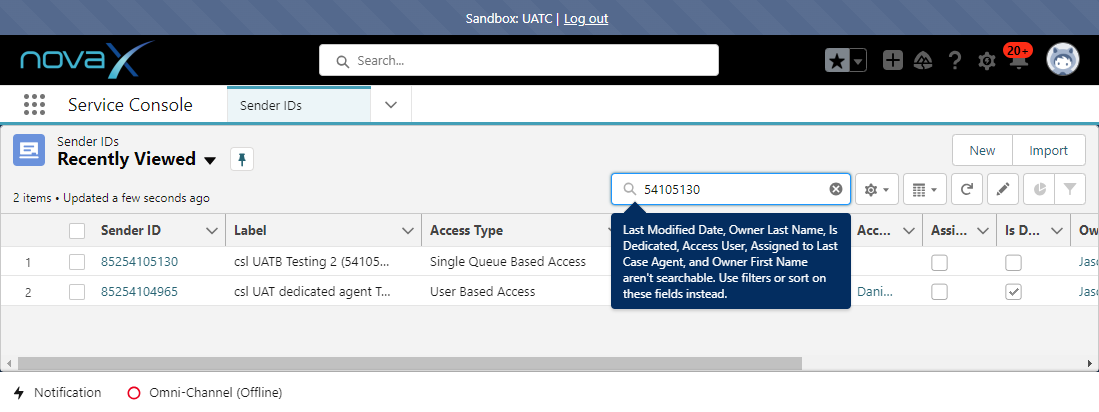 Sandbox: UATC | Log out
novaX
Search...
20+
Service Console
Sender IDs
Sender IDs
Recently Viewed
New
Import
2 items • Updated a few seconds ago
54105130
Sender ID
Label
Access Type
Acc...
Assi...
Is D...
Ow
Last Modified Date, Owner Last Name, Is
Dedicated, Access User, Assigned to Last
Case Agent, and Owner First Name
aren't searchable. Use filters or sort on
these fields instead.
1 85254105130 csl UATB Testing 2 (54105... Single Queue Based Access Jaso
2 85254104965 csl UAT dedicated agent T... User Based Access Dani... Jaso
Notification
Omni-Channel (Offline)